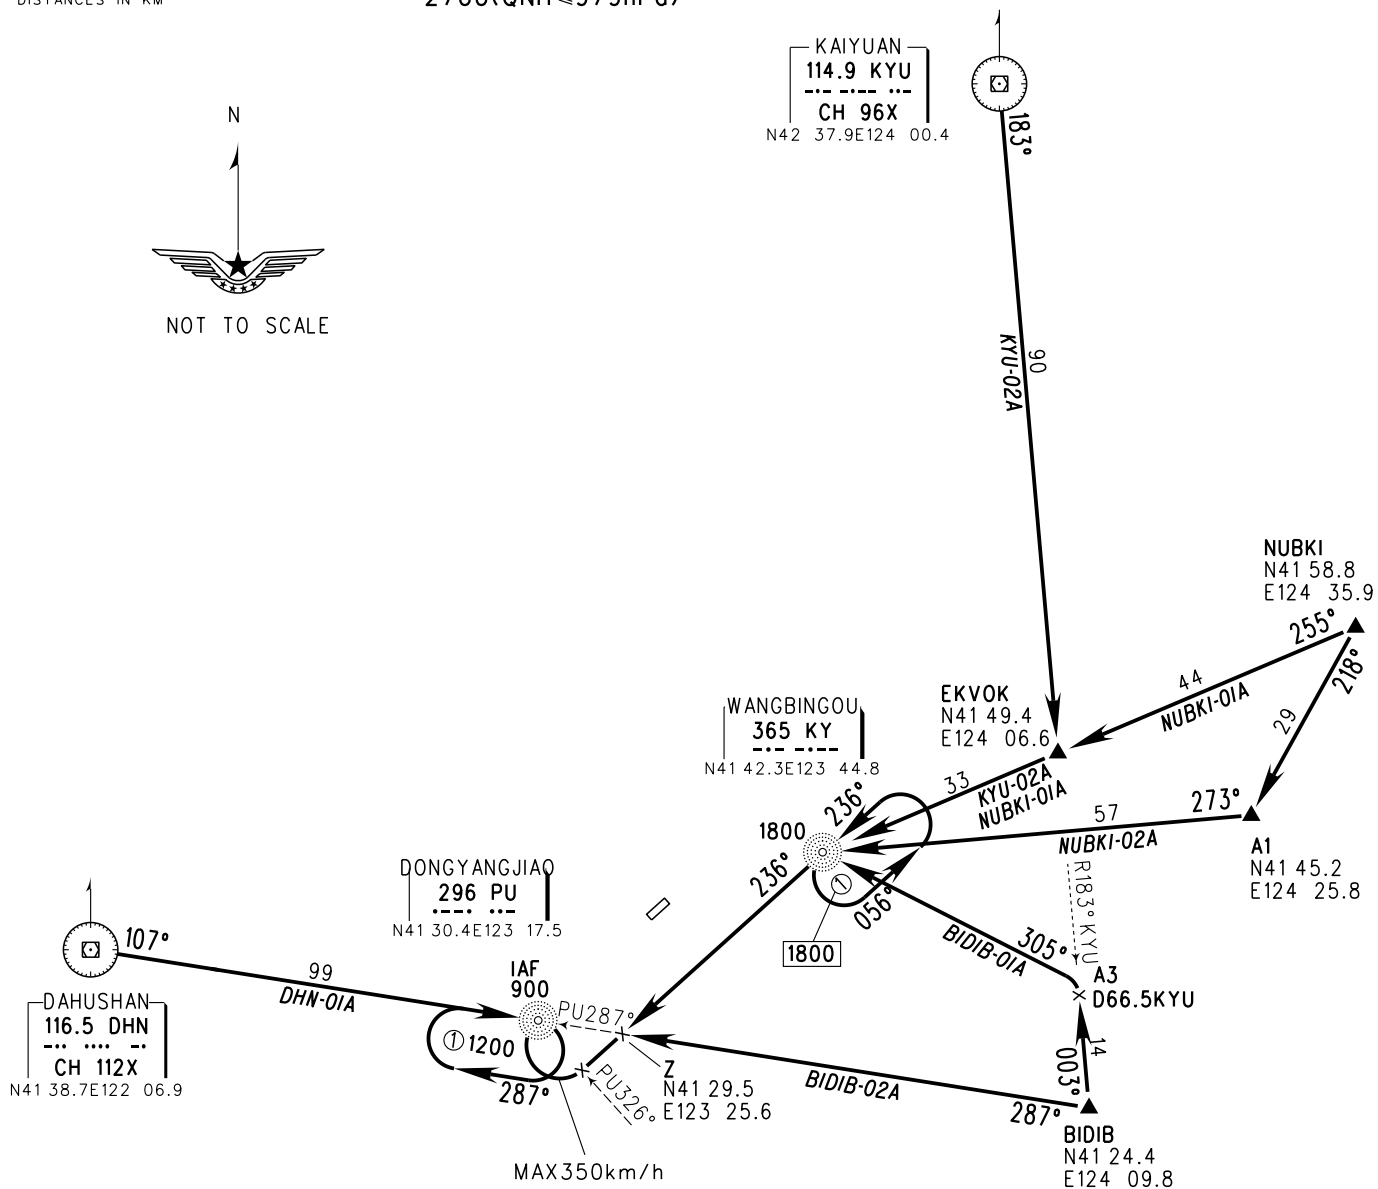 KAIYUAN
114.9 KYU
CH 96X
N42 37.9E124 00.4
183°
N
NOT TO SCALE
90
KYU-02A
NUBKI
N41 58.8
E124 35.9
255°
218°
44
NUBKI-01A
29
EKVOK
N41 49.4
E124 06.6
WANGBINGOU
365 KY
N41 42.3E123 44.8
33
KYU-02A
NUBKI-01A
236°
1800
57
273°
NUBKI-02A
A1
N41 45.2
E124 25.8
236°
1
056°
1800
R183° KYU
305°
BIDIB-01A
A3
D66.5KYU
14
003°
DONGYANGJIAO
296 PU
N41 30.4E123 17.5
107°
99
DHN-01A
DAHUSHAN
116.5 DHN
CH 112X
N41 38.7E122 06.9
IAF
900
PU287°
1 1200
287°
PU326°
Z
N41 29.5
E123 25.6
BIDIB-02A
287°
BIDIB
N41 24.4
E124 09.8
MAX350km/h